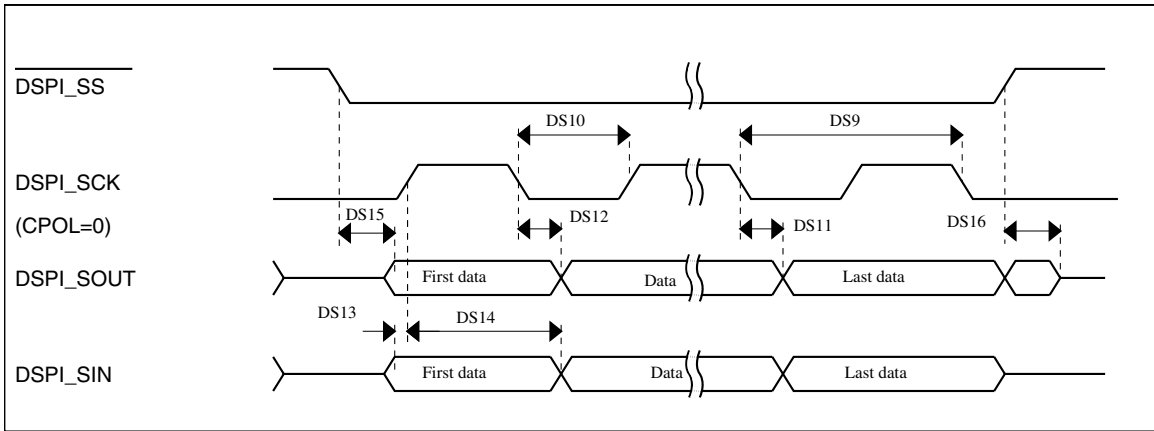 DSPI_SS
DS10
DS9
DSPI_SCK
(CPOL=0)
DS15
DS12
DS11
DS16
DSPI_SOUT
First data
Data
Last data
DS13
DS14
DSPI_SIN
First data
Data
Last data